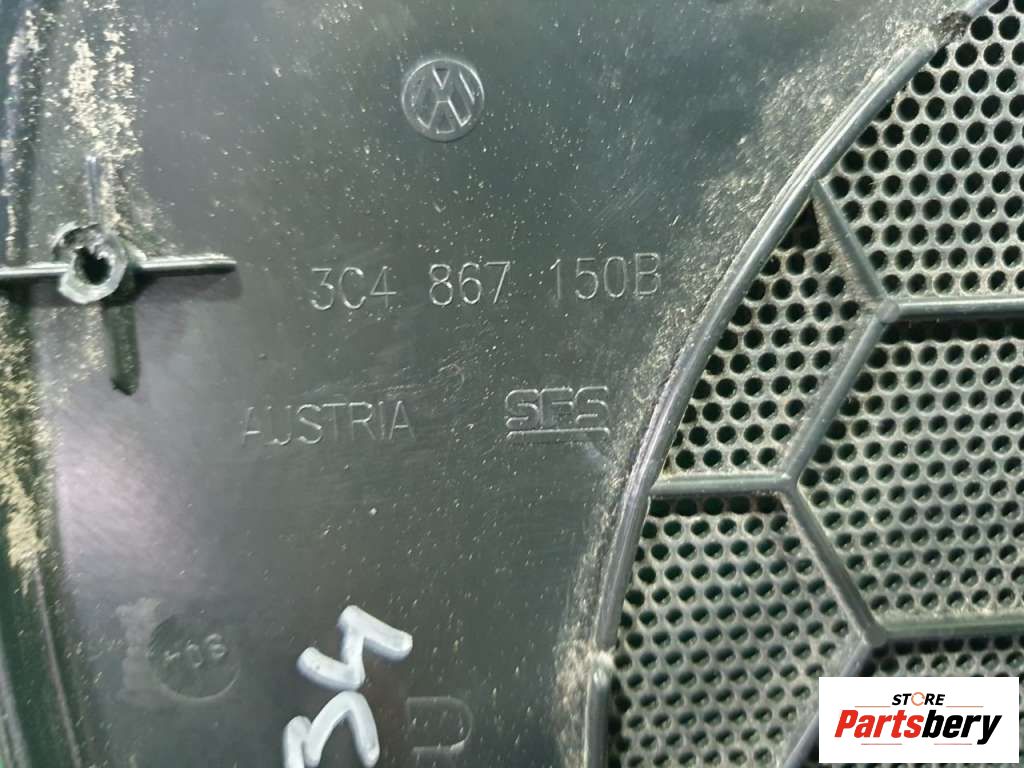 3C4 867 150B
AUSTRIA SFS
STORE
Partsbery